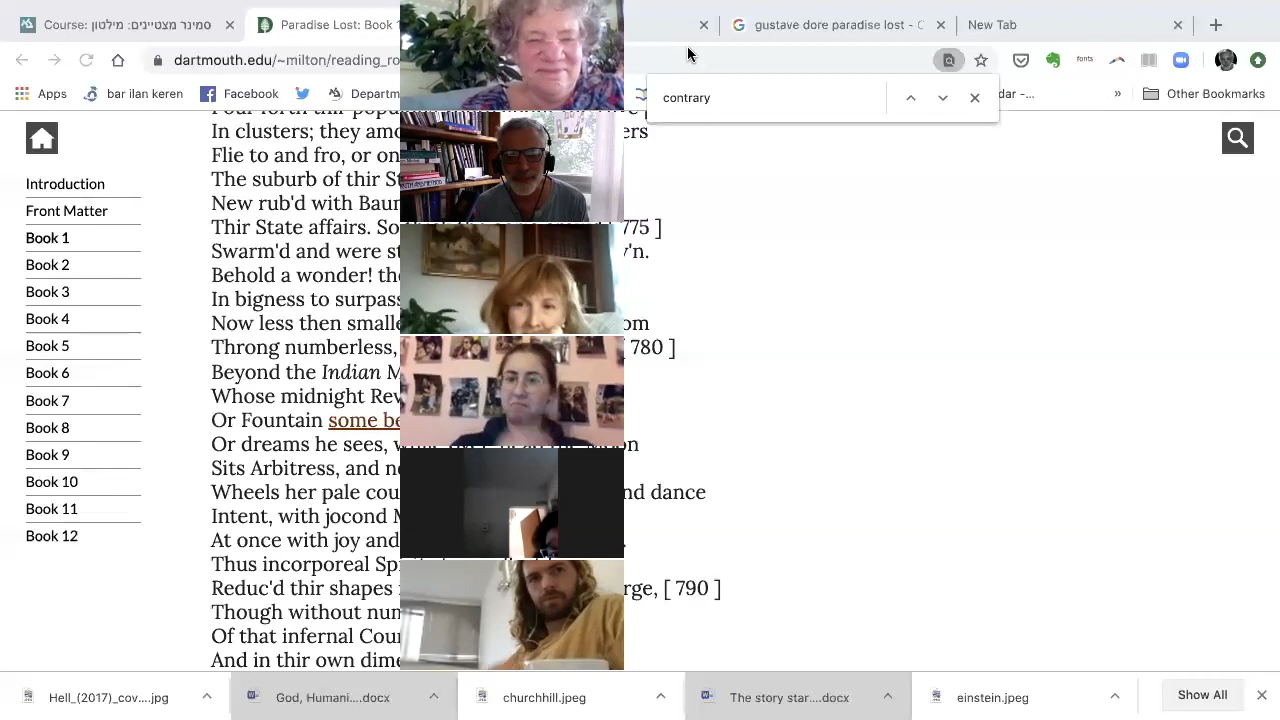 Course: סמינר מצטיינים: מילטון
Paradise Lost: Book 1
gustave dore paradise lost - G
New Tab
dartmouth.edu/~milton/reading_ro
fonts
Apps
bar ilan keren
Facebook
Departm
dar -...
»
Other Bookmarks
contrary
Introduction
Front Matter
Book 1
Book 2
Book 3
Book 4
Book 5
Book 6
Book 7
Book 8
Book 9
Book 10
Book 11
Book 12
In clusters; they amo ers
Flie to and fro, or on
The suburb of thir St
New rub'd with Baum
Thir State affairs. So 775 ]
Swarm'd and were st y'n.
Behold a wonder! the
In bigness to surpass
Now less then smalle om
Throng numberless, [ 780 ]
Beyond the Indian M
Whose midnight Rev
Or Fountain some be
Or dreams he sees, w on
Sits Arbitress, and ne
Wheels her pale cou nd dance
Intent, with jocond M
At once with joy and
Thus incorporeal Spi
Reduc'd thir shapes rge, [ 790 ]
Though without num
Of that infernal Cour
And in thir own dime
Hell_(2017)_cov....jpg
God, Humani....docx
churchhill.jpeg
The story star....docx
einstein.jpeg
Show All